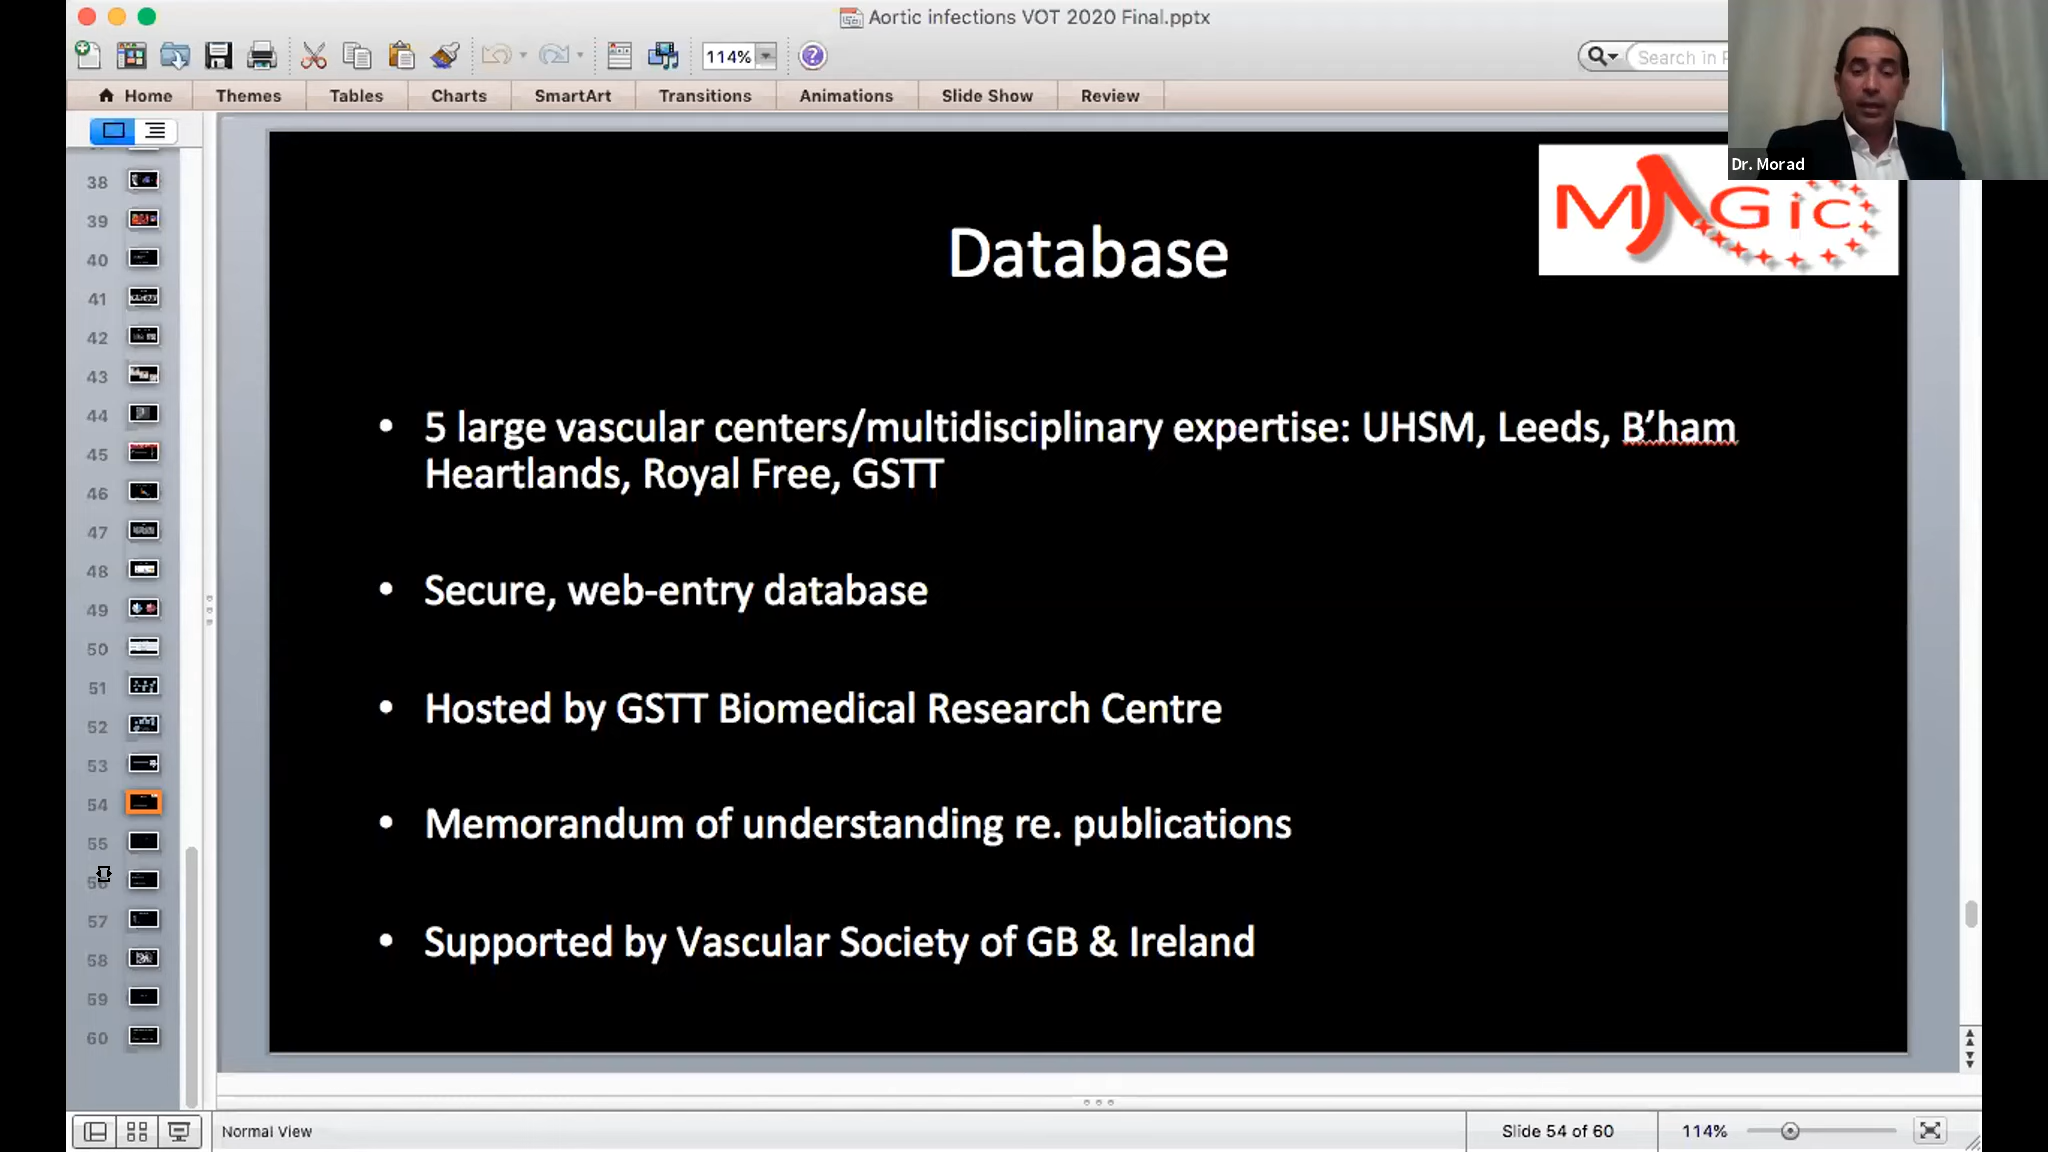 Aortic infections VOT 2020 Final.pptx
114%
Search in
Home Themes Tables Charts SmartArt Transitions Animations Slide Show Review
Dr. Morad
MAGiC
Database
• 5 large vascular centers/multidisciplinary expertise: UHSM, Leeds, B’ham
Heartlands, Royal Free, GSTT
• Secure, web-entry database
• Hosted by GSTT Biomedical Research Centre
• Memorandum of understanding re. publications
• Supported by Vascular Society of GB & Ireland
38
39
40
41
42
43
44
45
46
47
48
49
50
51
52
53
54
55
56
57
58
59
60
Normal View
Slide 54 of 60
114%